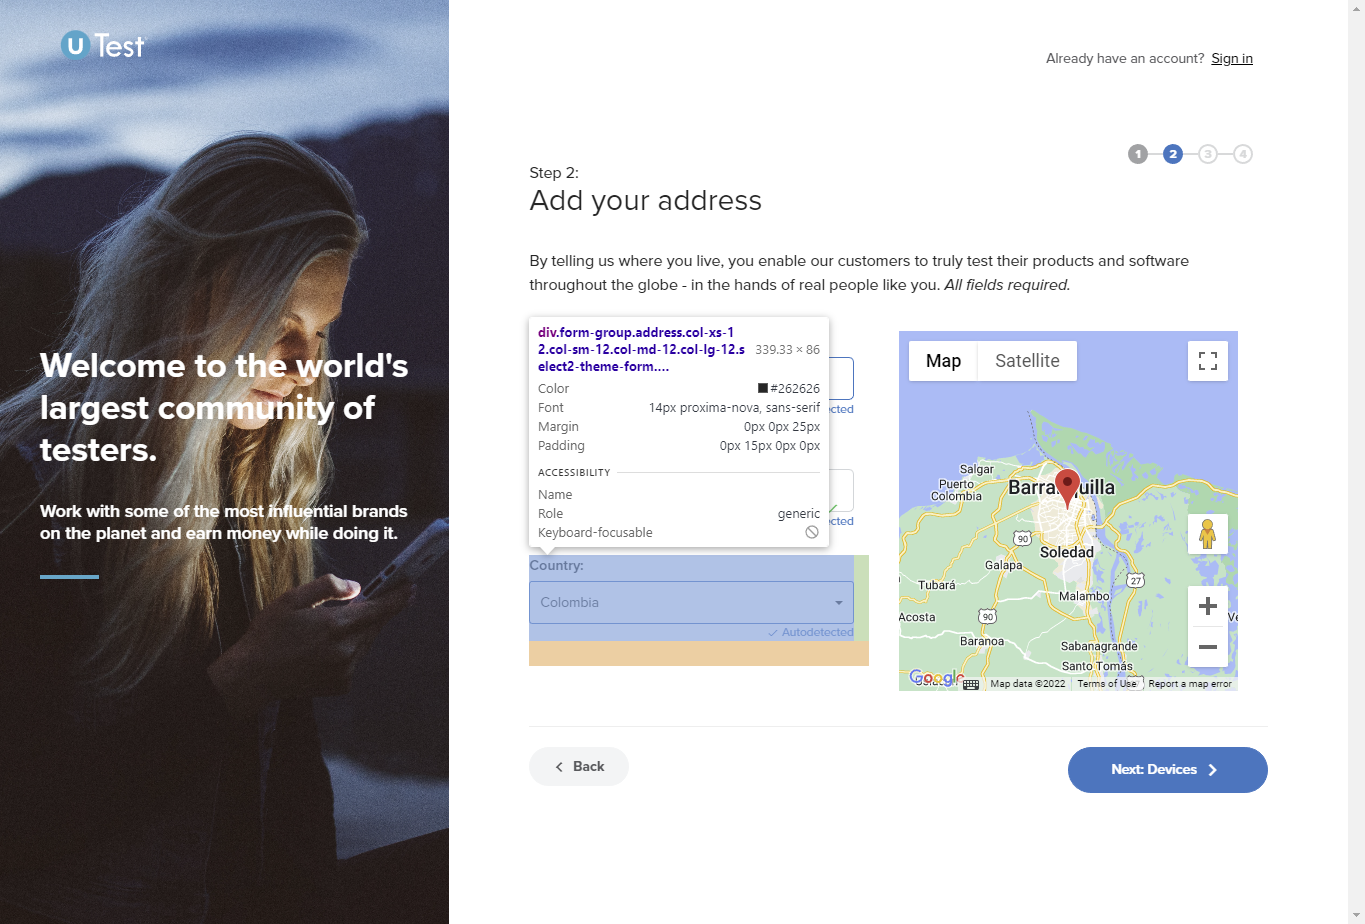 U Test
Already have an account? Sign in
1 2 3 4
Step 2:
Add your address
By telling us where you live, you enable our customers to truly test their products and software
throughout the globe - in the hands of real people like you. All fields required.
Welcome to the world's
largest community of
testers.
Work with some of the most influential brands
on the planet and earn money while doing it.
div.form-group.address.col-xs-1
2.col-sm-12.col-md-12.col-lg-12.s
elect2-theme-form....
339.33 × 86
Color #262626
Font 14px proxima-nova, sans-serif
Margin 0px 0px 25px
Padding 0px 15px 0px 0px
ACCESSIBILITY
Name
Role generic
Keyboard-focusable
cted
cted
Country:
Colombia
Autodetected
Map Satellite
Salgar
Puerto
Colombia
Barranquilla
90
Soledad
Galapa
27
Tubará
Malambo
Acosta
90
Baranoa
Sabanagrande
Santo Tomás
Google
Map data ©2022 Terms of Use Report a map error
Back
Next: Devices